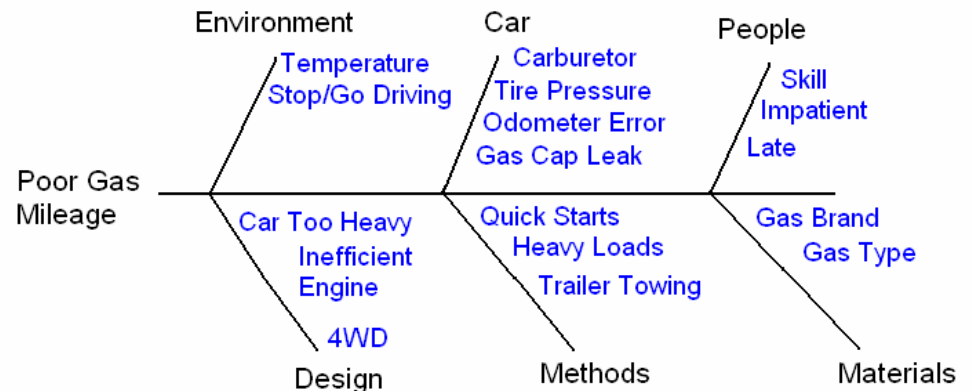 Environment
Temperature
Stop/Go Driving
Car
Carburetor
Tire Pressure
Odometer Error
Gas Cap Leak
People
Skill
Impatient
Late
Poor Gas
Mileage
Car Too Heavy
Inefficient
Engine
4WD
Design
Quick Starts
Heavy Loads
Trailer Towing
Methods
Gas Brand
Gas Type
Materials